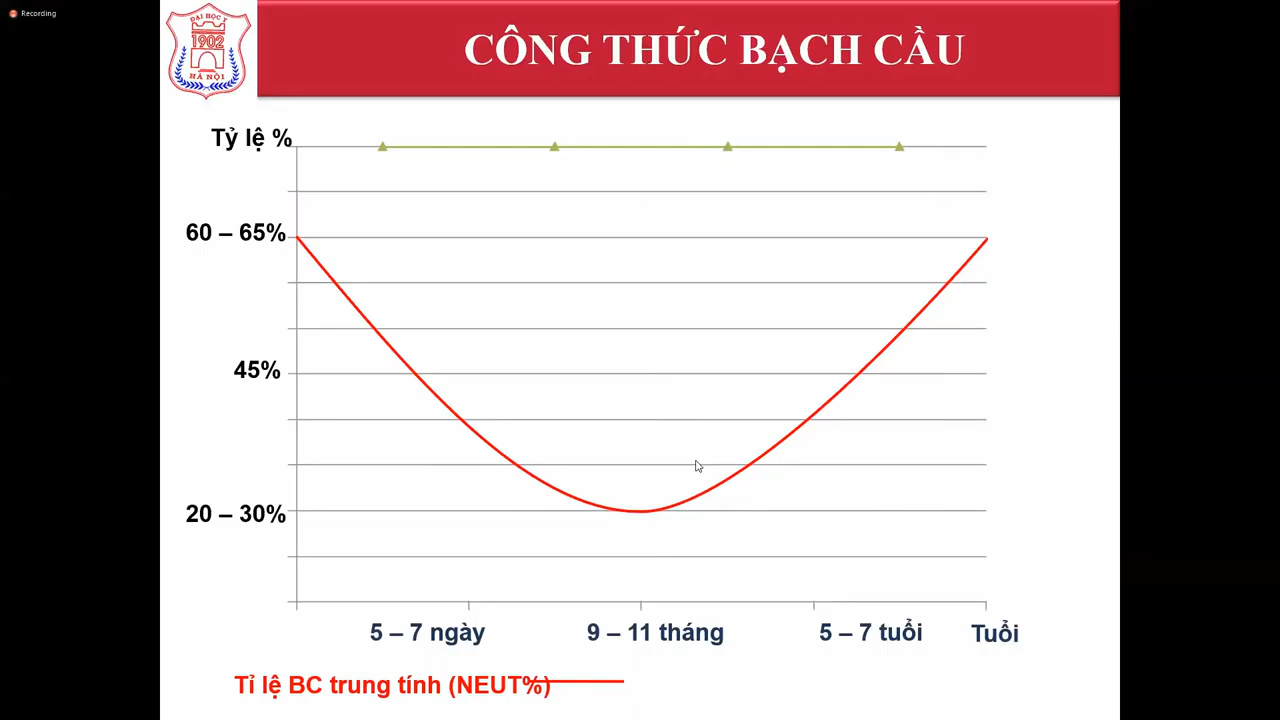 Recording
ĐẠI HỌC Y
1902
HÀ NỘI
CÔNG THỨC BẠCH CẦU
Tỷ lệ %
60 – 65%
45%
20 – 30%
5 – 7 ngày
9 – 11 tháng
5 – 7 tuổi
Tuổi
Tỉ lệ BC trung tính (NEUT%)